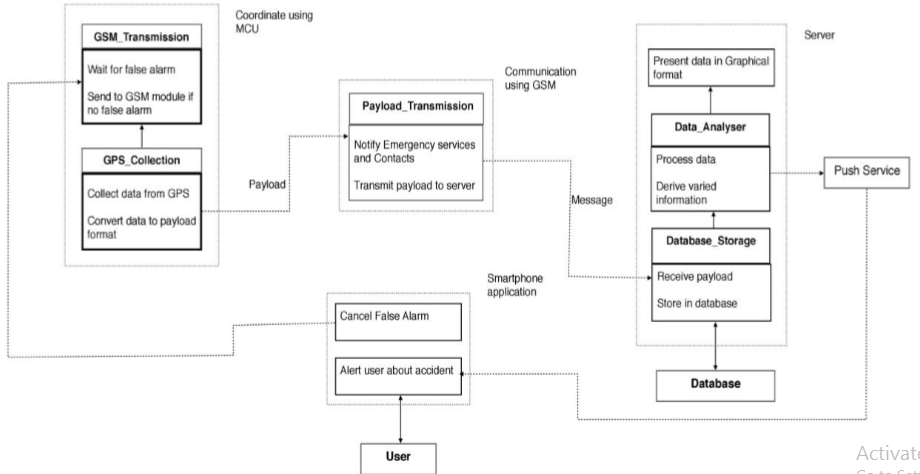 Coordinate using
MCU
GSM_Transmission
Wait for false alarm
Send to GSM module if
no false alarm
GPS_Collection
Collect data from GPS
Convert data to payload
format
Payload
Communication
using GSM
Payload_Transmission
Notify Emergency services
and Contacts
Transmit payload to server
Message
Server
Present data in Graphical
format
Data_Analyser
Process data
Derive varied
information
Push Service
Database_Storage
Receive payload
Store in database
Database
Smartphone
application
Cancel False Alarm
Alert user about accident
User
Activate